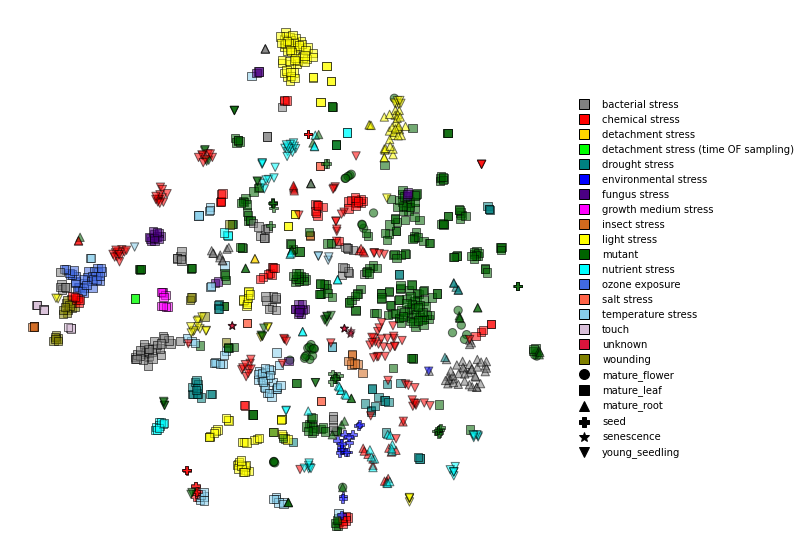 bacterial stress
chemical stress
detachment stress
detachment stress (time OF sampling)
drought stress
environmental stress
fungus stress
growth medium stress
insect stress
light stress
mutant
nutrient stress
ozone exposure
salt stress
temperature stress
touch
unknown
wounding
mature_flower
mature_leaf
mature_root
seed
senescence
young_seedling